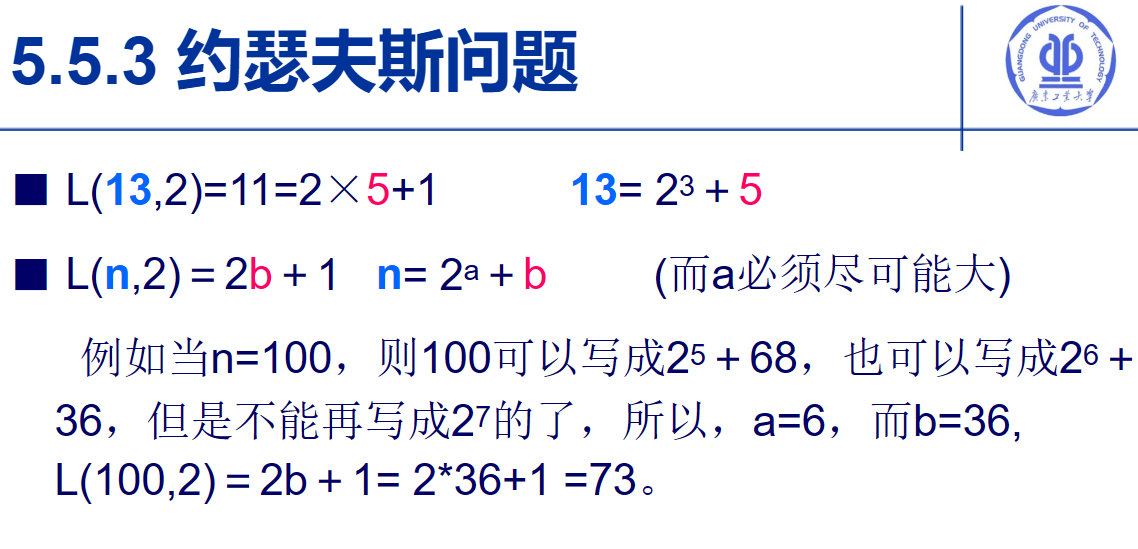 5.5.3 约瑟夫斯问题
GUANGDONG UNIVERSITY OF TECHNOLOGY
广东工业大学
■ L(13,2)=11=2×5+1 13= 2³＋5
■ L(n,2)＝2b＋1 n= 2ᵃ＋b (而a必须尽可能大)
例如当n=100，则100可以写成2⁵＋68，也可以写成2⁶＋
36，但是不能再写成2⁷的了，所以，a=6，而b=36,
L(100,2)＝2b＋1= 2*36+1 =73。